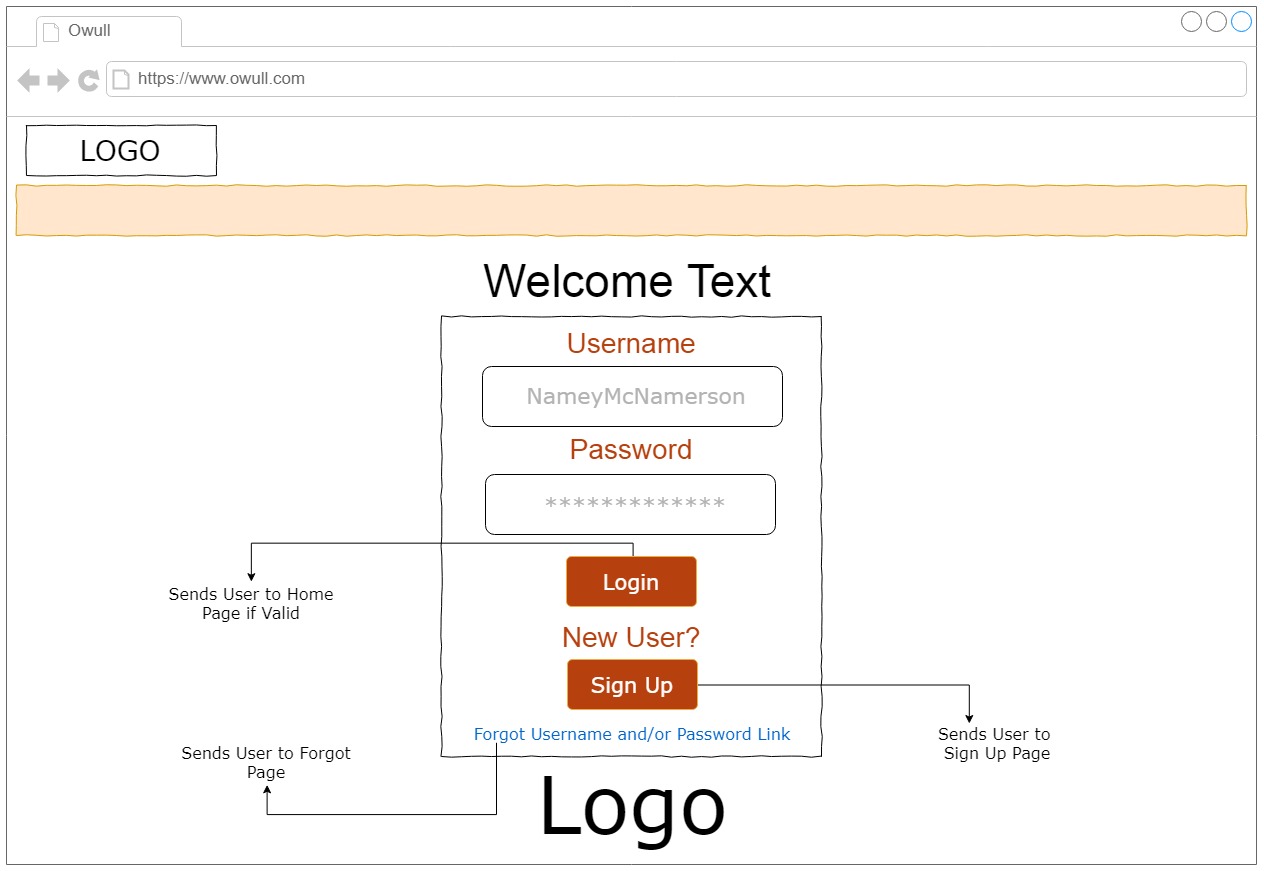 Owull
https://www.owull.com
LOGO
Welcome Text
Username
NameyMcNamerson
Password
*************
Login
Sends User to Home
Page if Valid
New User?
Sign Up
Forgot Username and/or Password Link
Sends User to
Sign Up Page
Sends User to Forgot
Page
Logo